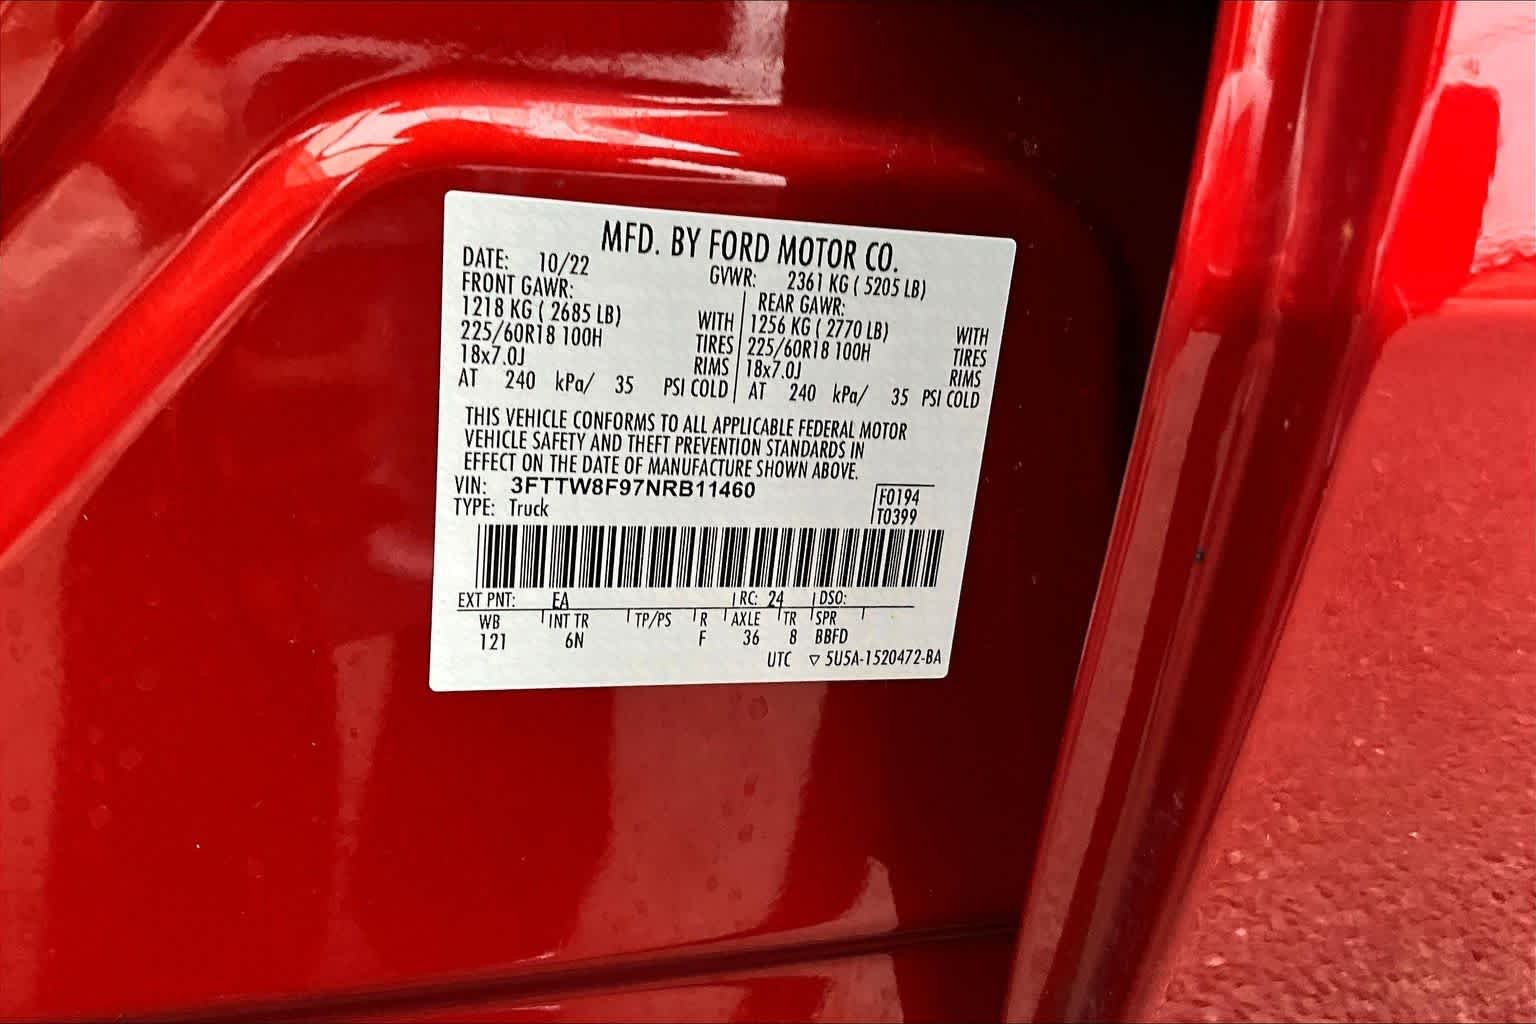 MFD. BY FORD MOTOR CO.
DATE: 10/22 GVWR: 2361 KG ( 5205 LB)
FRONT GAWR: REAR GAWR:
1218 KG ( 2685 LB) WITH 1256 KG ( 2770 LB) WITH
225/60R18 100H TIRES 225/60R18 100H TIRES
18x7.0J RIMS 18x7.0J RIMS
AT 240 kPa/ 35 PSI COLD AT 240 kPa/ 35 PSI COLD
THIS VEHICLE CONFORMS TO ALL APPLICABLE FEDERAL MOTOR
VEHICLE SAFETY AND THEFT PREVENTION STANDARDS IN
EFFECT ON THE DATE OF MANUFACTURE SHOWN ABOVE.
VIN: 3FTTW8F97NRB11460 F0194
TYPE: Truck T0399
EXT PNT: EA RC: 24 DSO:
WB INT TR TP/PS R AXLE TR SPR
121 6N F 36 8 BBFD
UTC ▽ 5U5A-1520472-BA